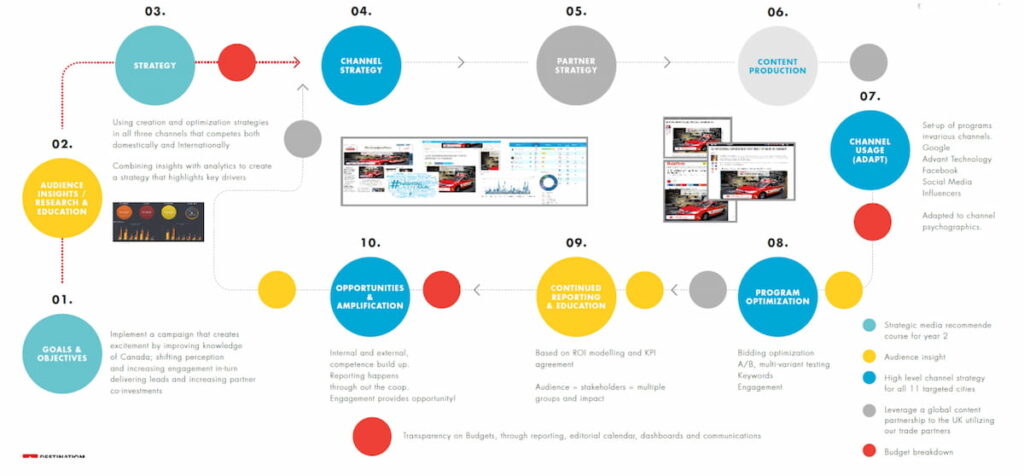 03.
04.
05.
06.
STRATEGY
CHANNEL
STRATEGY
PARTNER
STRATEGY
CONTENT
PRODUCTION
Using creation and optimization strategies
in all three channels that competes both
domestically and Internationally
Combining insights with analytics to create
a strategy that highlights key drivers
02.
AUDIENCE
INSIGHTS /
RESEARCH &
EDUCATION
07.
CHANNEL
USAGE
(ADAPT)
Set-up of programs
invarious channels.
Google
Advant Technology
Facebook
Social Media
Influencers
Adapted to channel
psychographics.
01.
GOALS &
OBJECTIVES
Implement a campaign that creates
excitement by improving knowledge
of Canada; shifting perception
and increasing engagement in-turn
delivering leads and increasing partner
co-investments
10.
OPPORTUNITIES
&
AMPLIFICATION
Internal and external,
competence build up.
Reporting happens
through out the coop.
Engagement provides opportunity!
09.
CONTINUED
REPORTING
& EDUCATION
Based on ROI modelling and KPI
agreement
Audience = stakeholders = multiple
groups and impact
08.
PROGRAM
OPTIMIZATION
Bidding optimization
A/B, multi-variant testing
Keywords
Engagement
Strategic media recommende
course for year 2
Audience insight
High level channel strategy
for all 11 targeted cities
Leverage a global content
partnership to the UK utilizing
our trade partners
Budget breakdown
Transparency on Budgets, through reporting, editorial calendar, dashboards and communications
DESTINATION